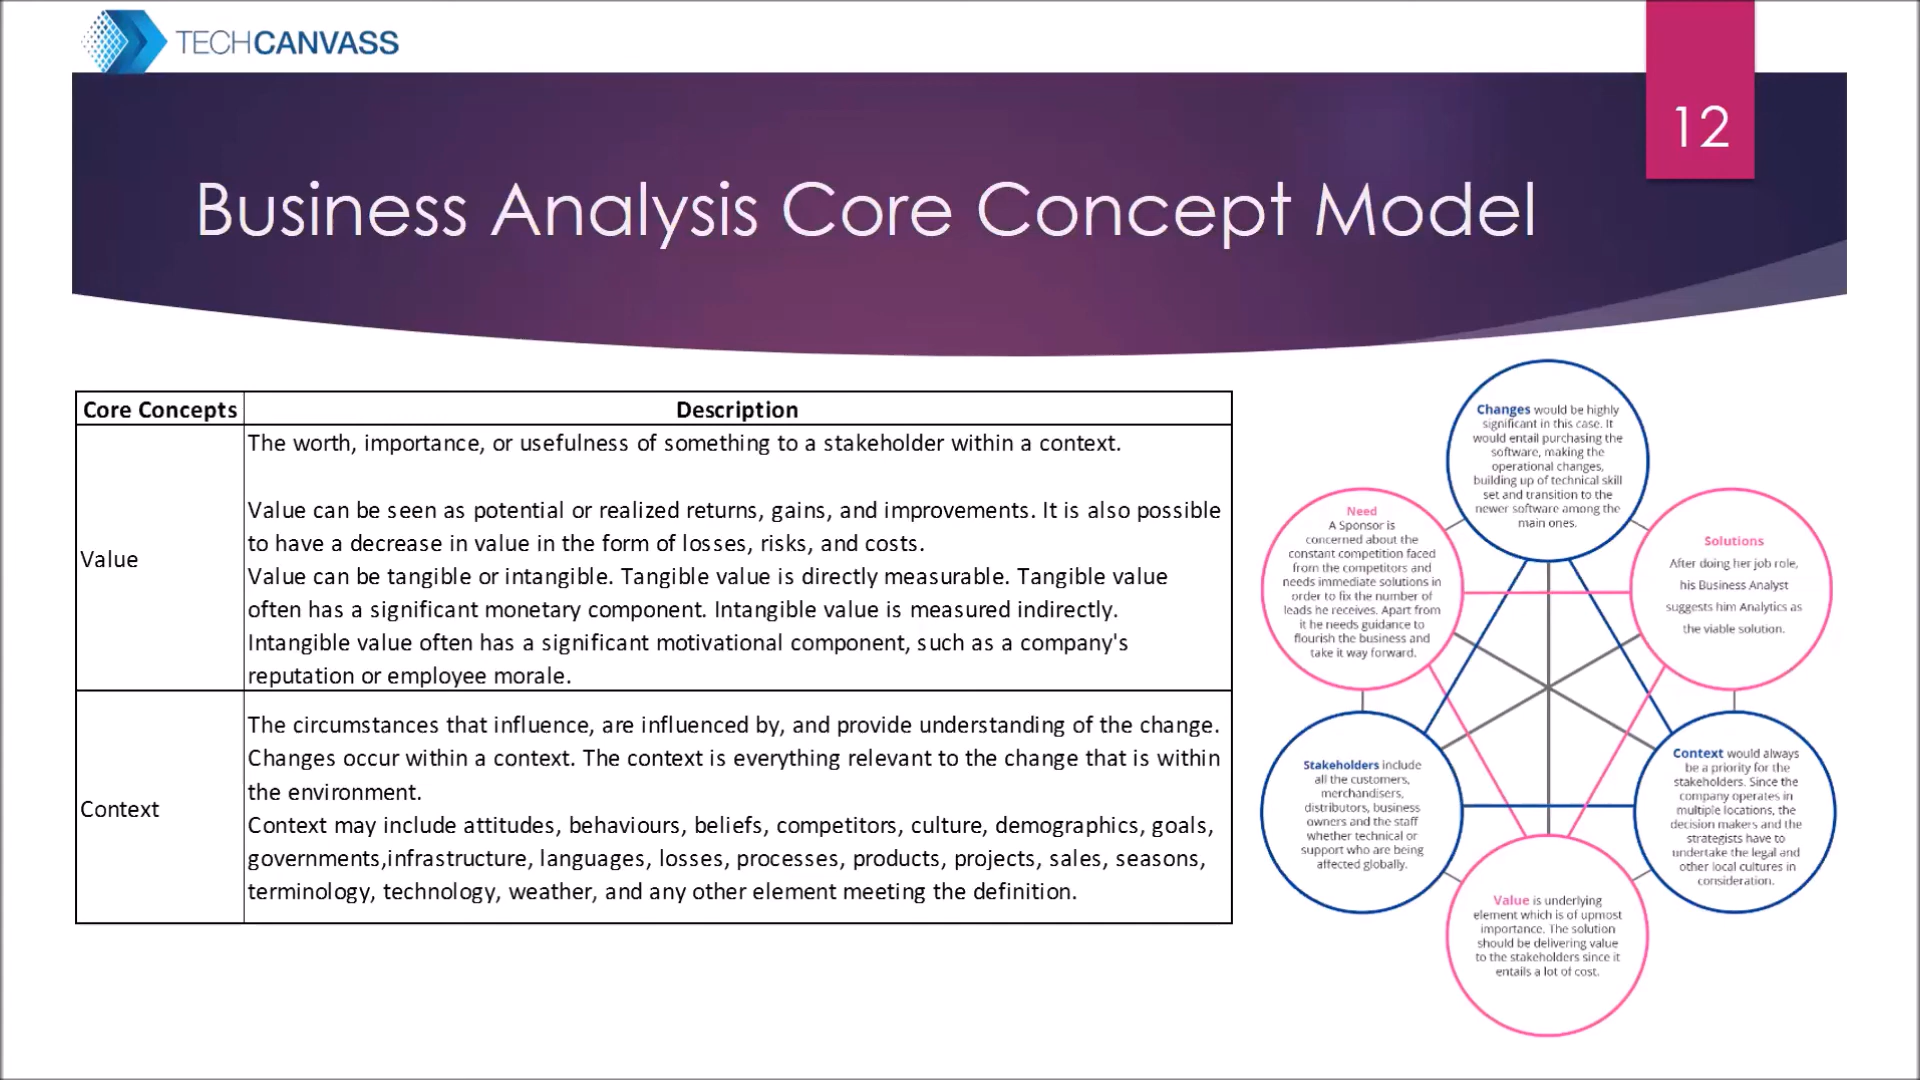 TECHCANVASS
12
Business Analysis Core Concept Model
Core Concepts
Description
Value
The worth, importance, or usefulness of something to a stakeholder within a context.
Value can be seen as potential or realized returns, gains, and improvements. It is also possible
to have a decrease in value in the form of losses, risks, and costs.
Value can be tangible or intangible. Tangible value is directly measurable. Tangible value
often has a significant monetary component. Intangible value is measured indirectly.
Intangible value often has a significant motivational component, such as a company's
reputation or employee morale.
Context
The circumstances that influence, are influenced by, and provide understanding of the change.
Changes occur within a context. The context is everything relevant to the change that is within
the environment.
Context may include attitudes, behaviours, beliefs, competitors, culture, demographics, goals,
governments,infrastructure, languages, losses, processes, products, projects, sales, seasons,
terminology, technology, weather, and any other element meeting the definition.
Changes would be highly
significant in this case. It
would entail purchasing the
software, making the
operational changes,
building up of technical skill
set and transition to the
newer software among the
main ones.
Need
A Sponsor is
concerned about the
constant competition faced
from the competitors and
needs immediate solutions in
order to fix the number of
leads he receives. Apart from
it he needs guidance to
flourish the business and
take it way forward.
Solutions
After doing her job role,
his Business Analyst
suggests him Analytics as
the viable solution.
Stakeholders include
all the customers,
merchandisers,
distributors, business
owners and the staff
whether technical or
support who are being
affected globally.
Context would always
be a priority for the
stakeholders. Since the
company operates in
multiple locations, the
decision makers and the
strategists have to
undertake the legal and
other local cultures in
consideration.
Value is underlying
element which is of upmost
importance. The solution
should be delivering value
to the stakeholders since it
entails a lot of cost.